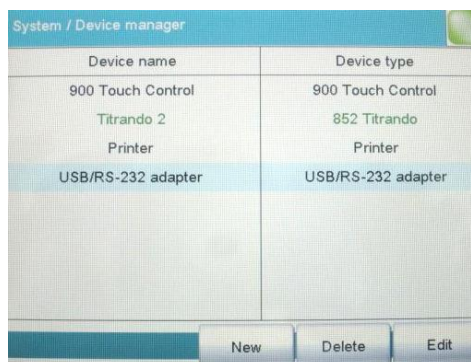 System / Device manager
Device name Device type
900 Touch Control 900 Touch Control
Titrando 2 852 Titrando
Printer Printer
USB/RS-232 adapter USB/RS-232 adapter
New Delete Edit